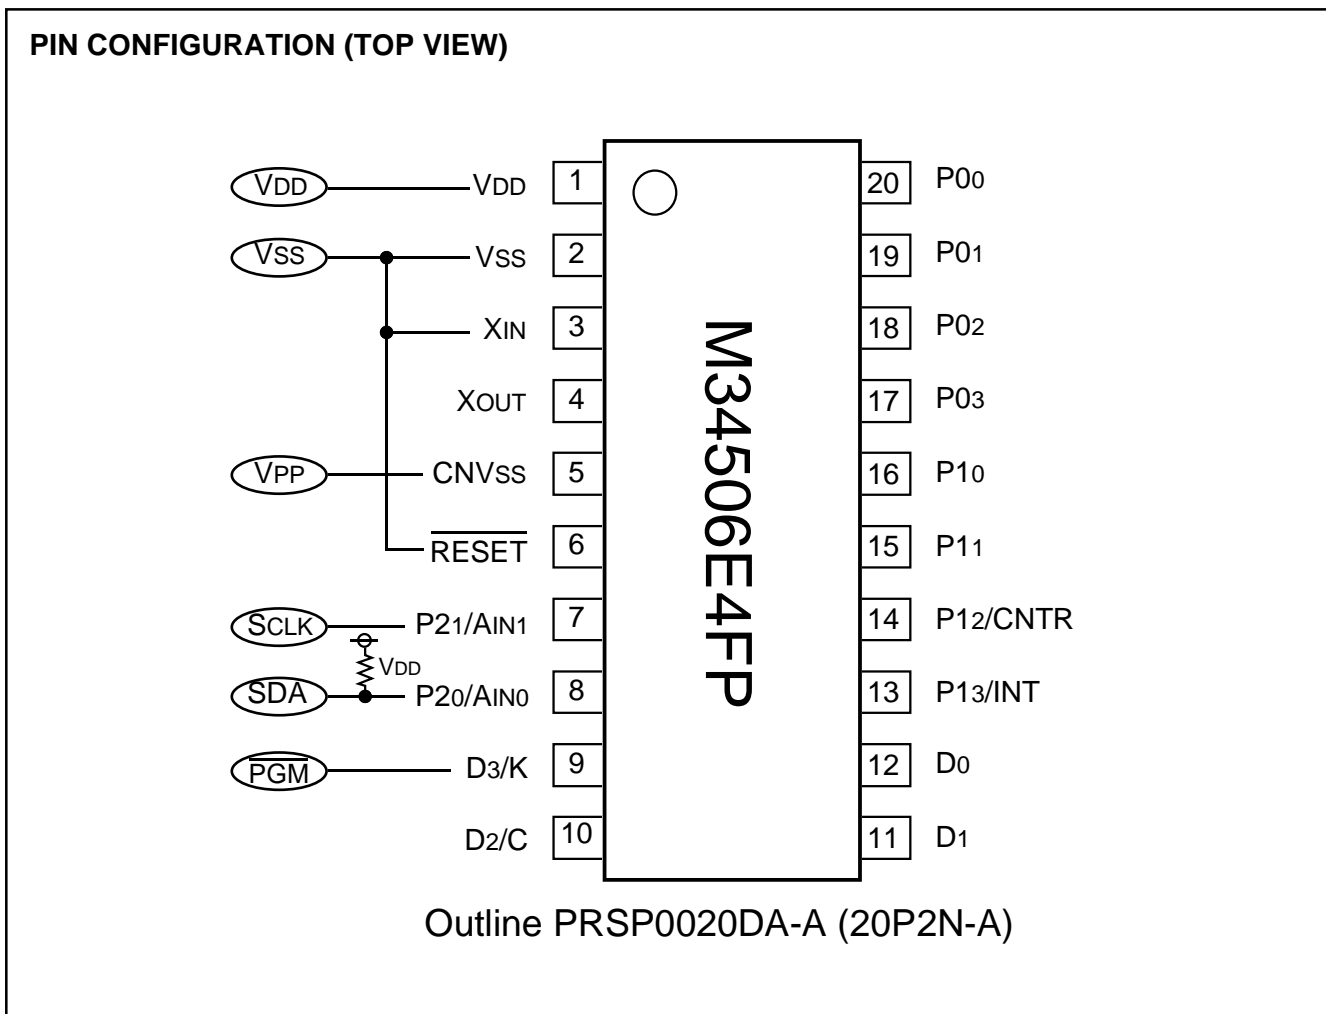 PIN CONFIGURATION (TOP VIEW)
VDD VDD 1 20 P00
VSS VSS 2 19 P01
XIN 3 18 P02
XOUT 4 17 P03
VPP CNVSS 5 16 P10
RESET 6 15 P11
SCLK P21/AIN1 7 14 P12/CNTR
VDD
SDA P20/AIN0 8 13 P13/INT
PGM D3/K 9 12 D0
D2/C 10 11 D1
M34506E4FP
Outline PRSP0020DA-A (20P2N-A)